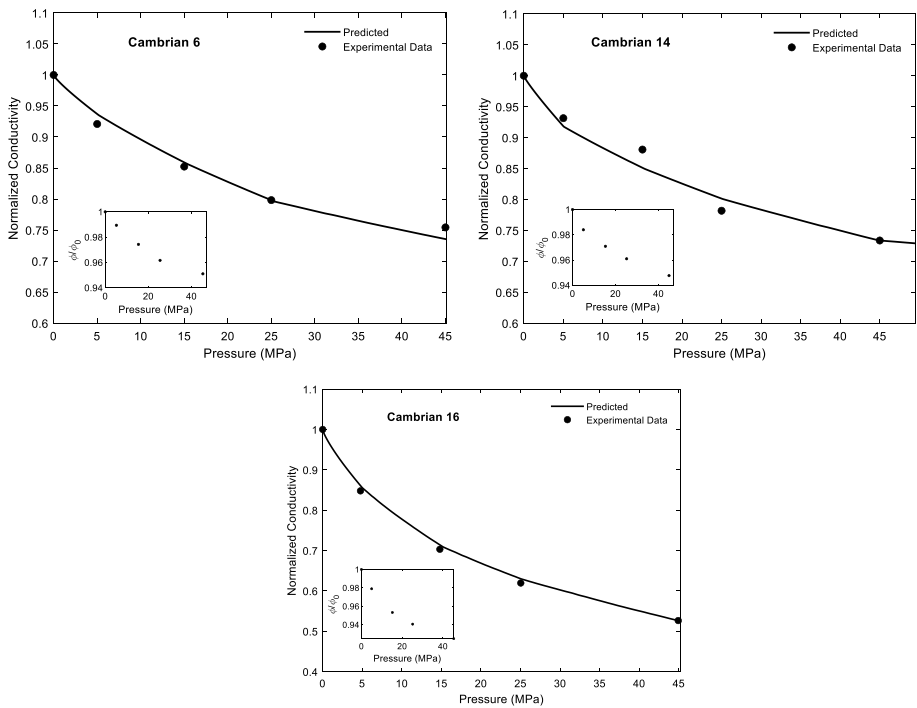 Cambrian 6
Predicted
Experimental Data
1.1
1.05
1
0.95
0.9
0.85
0.8
0.75
0.7
0.65
0.6
Normalized Conductivity
0 5 10 15 20 25 30 35 40 45
Pressure (MPa)
1
0.98
0.96
0.94
ϕ/ϕ0
0 20 40
Pressure (MPa)
Cambrian 14
Predicted
Experimental Data
1.1
1.05
1
0.95
0.9
0.85
0.8
0.75
0.7
0.65
0.6
Normalized Conductivity
0 5 10 15 20 25 30 35 40 45
Pressure (MPa)
1
0.98
0.96
0.94
ϕ/ϕ0
0 20 40
Pressure (MPa)
Cambrian 16
Predicted
Experimental Data
1.1
1
0.9
0.8
0.7
0.6
0.5
0.4
Normalized Conductivity
0 5 10 15 20 25 30 35 40 45
Pressure (MPa)
1
0.98
0.96
0.94
ϕ/ϕ0
0 20 40
Pressure (MPa)